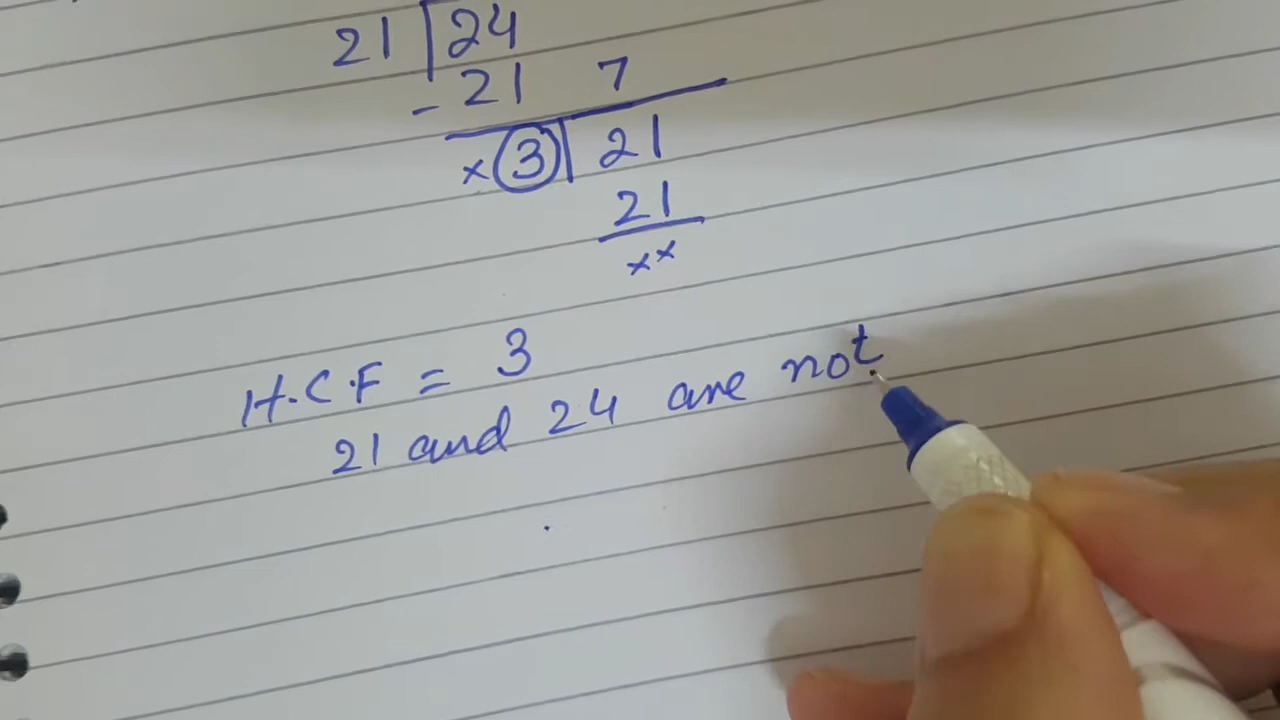 21 24
- 21 7
× 3 21
21
××
H.C.F = 3
21 and 24 are not